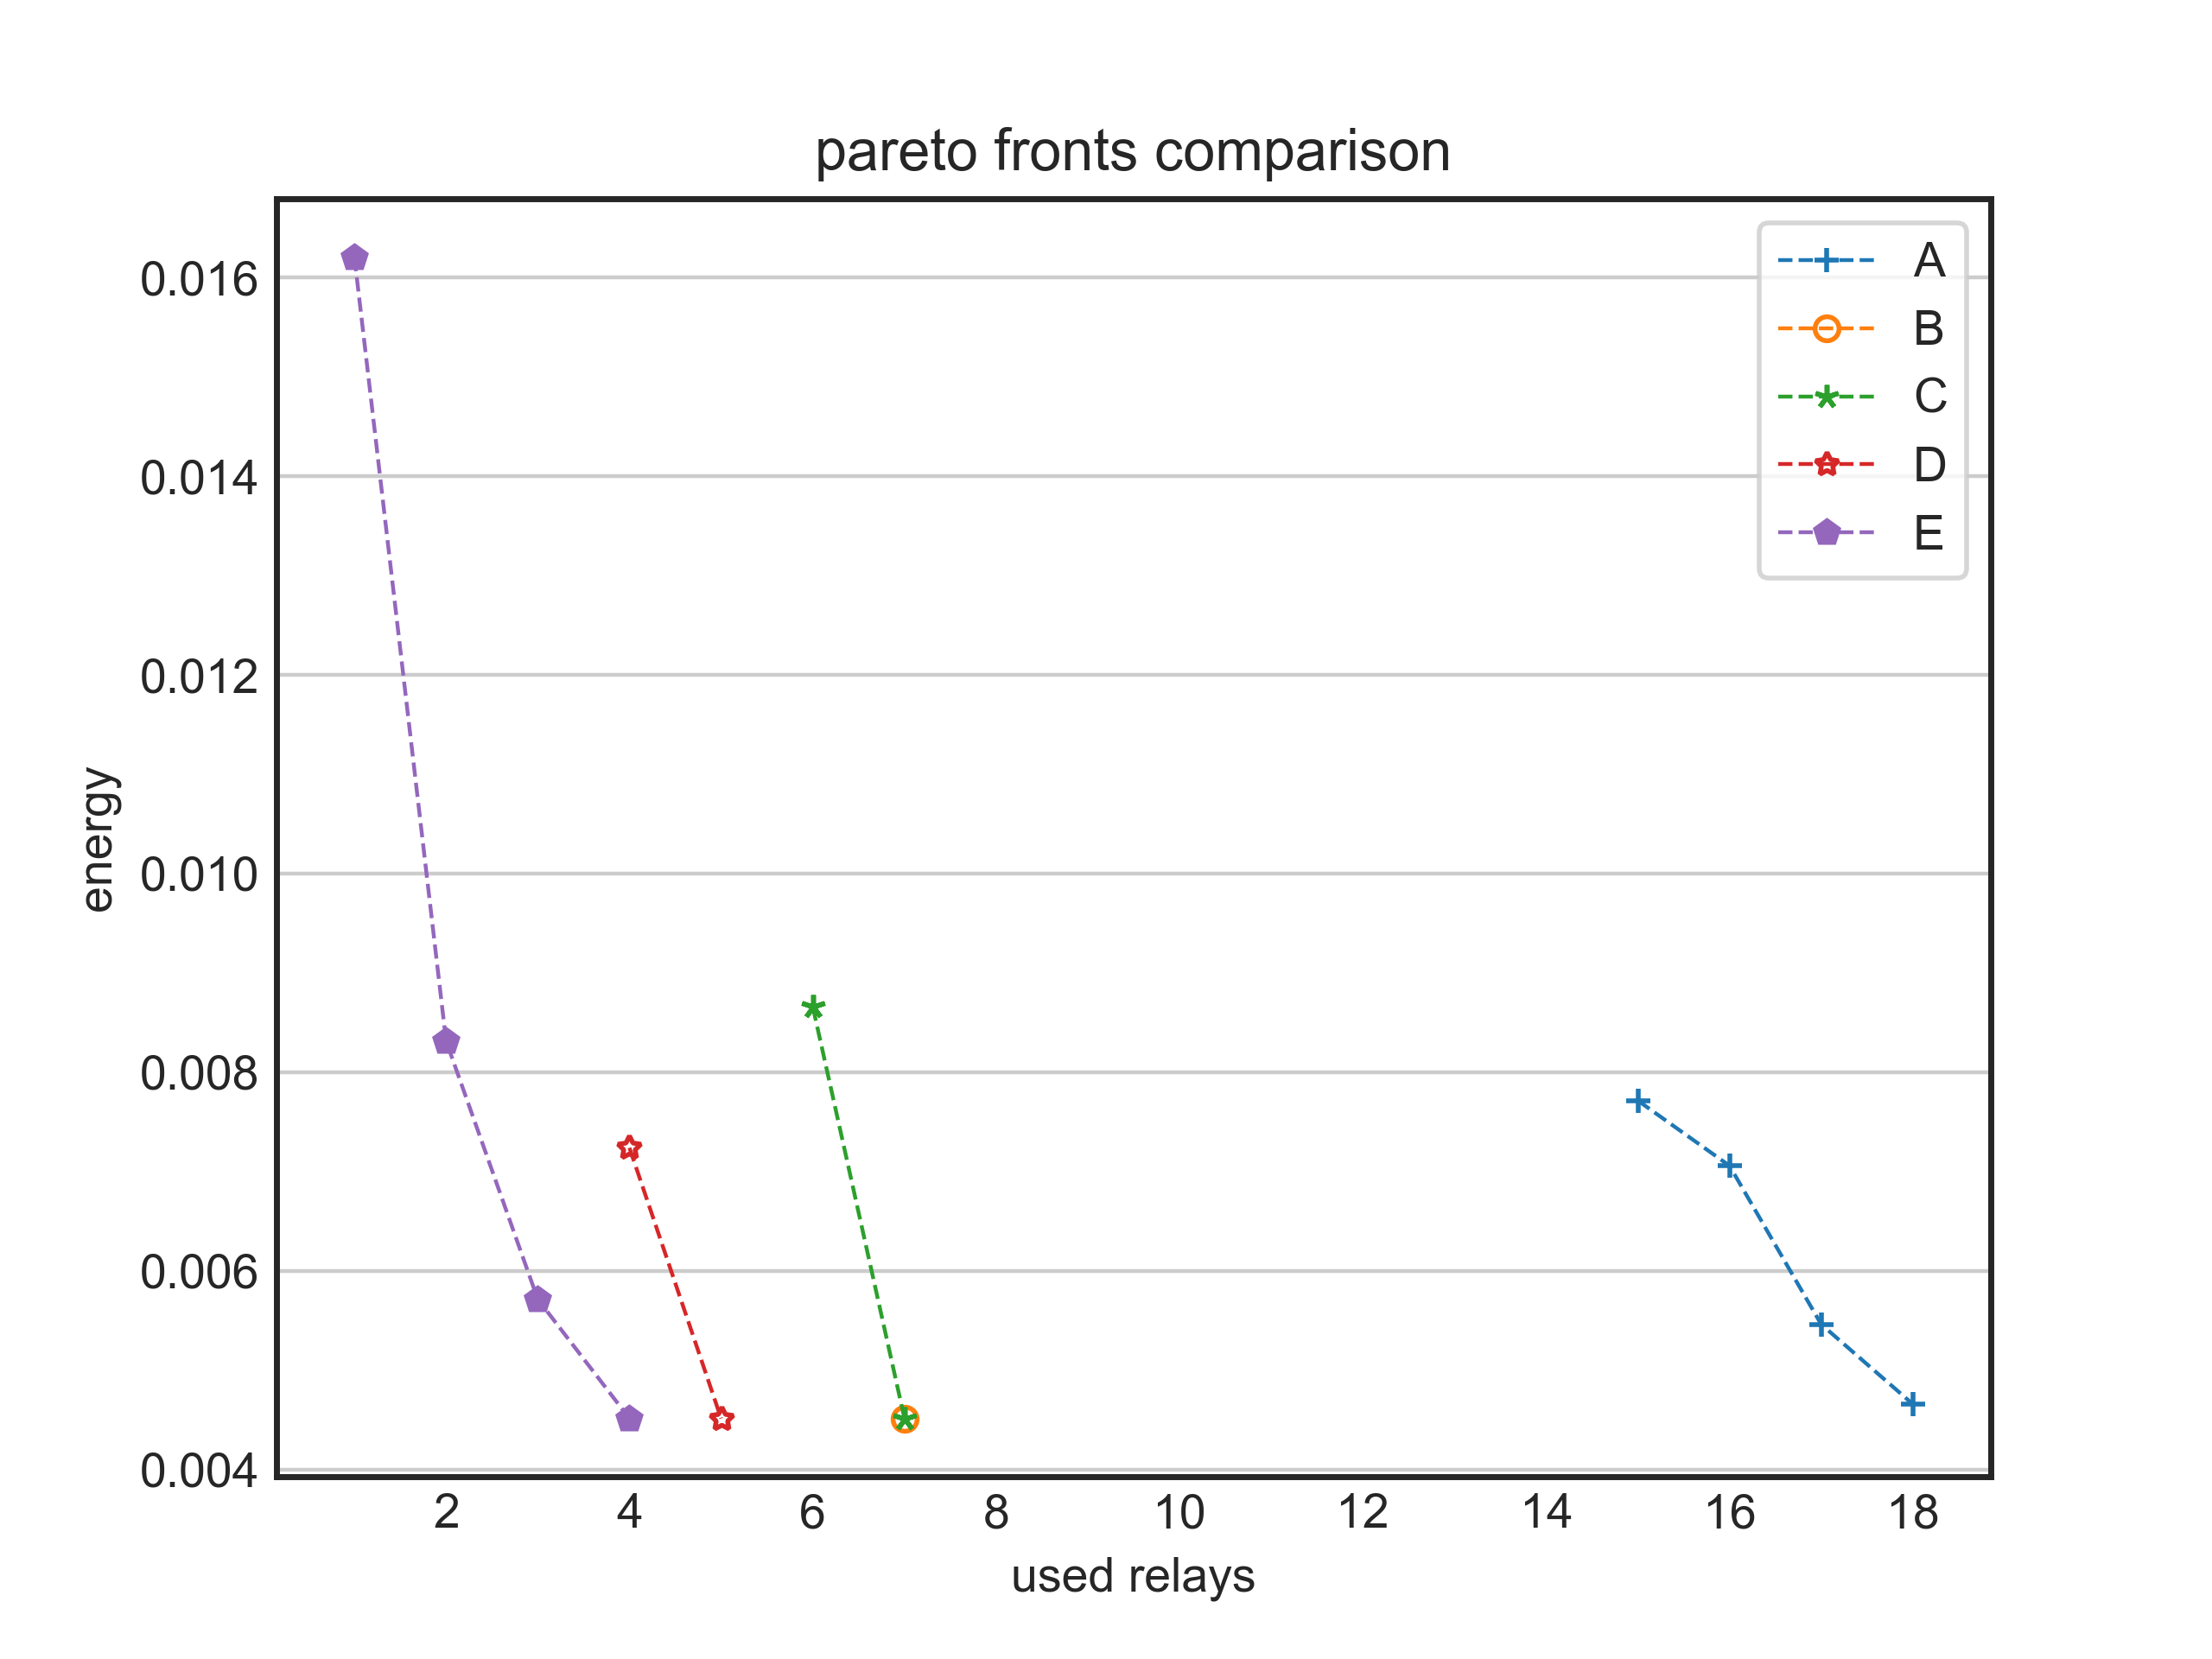 pareto fronts comparison
A
B
C
D
E
0.016
0.014
0.012
0.010
0.008
0.006
0.004
energy
2 4 6 8 10 12 14 16 18
used relays